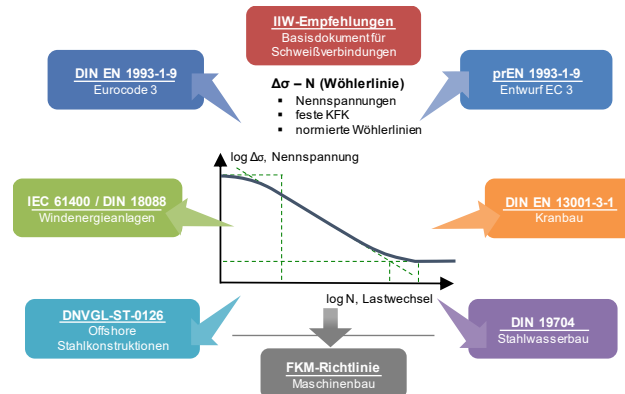 IIW-Empfehlungen
Basisdokument für
Schweißverbindungen
DIN EN 1993-1-9
Eurocode 3
prEN 1993-1-9
Entwurf EC 3
Δσ – N (Wöhlerlinie)
▪ Nennspannungen
▪ feste KFK
▪ normierte Wöhlerlinien
log Δσ, Nennspannung
IEC 61400 / DIN 18088
Windenergieanlagen
DIN EN 13001-3-1
Kranbau
log N, Lastwechsel
DNVGL-ST-0126
Offshore
Stahlkonstruktionen
DIN 19704
Stahlwasserbau
FKM-Richtlinie
Maschinenbau